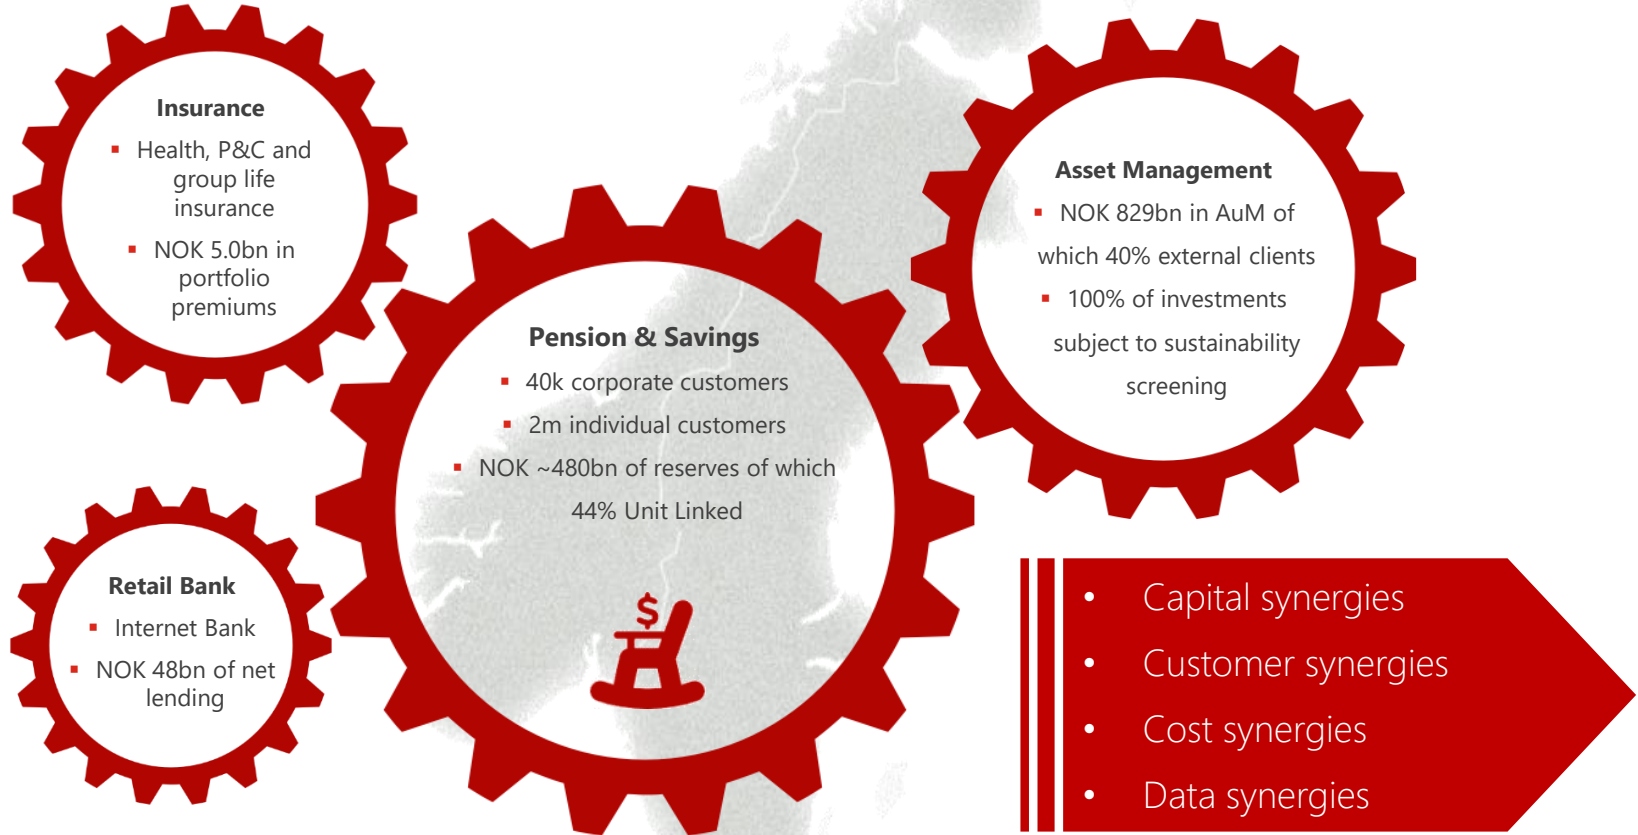 Insurance
▪ Health, P&C and
group life
insurance
▪ NOK 5.0bn in
portfolio
premiums
Pension & Savings
▪ 40k corporate customers
▪ 2m individual customers
▪ NOK ~480bn of reserves of which
44% Unit Linked
$
Asset Management
▪ NOK 829bn in AuM of
which 40% external clients
▪ 100% of investments
subject to sustainability
screening
Retail Bank
▪ Internet Bank
▪ NOK 48bn of net
lending
• Capital synergies
• Customer synergies
• Cost synergies
• Data synergies